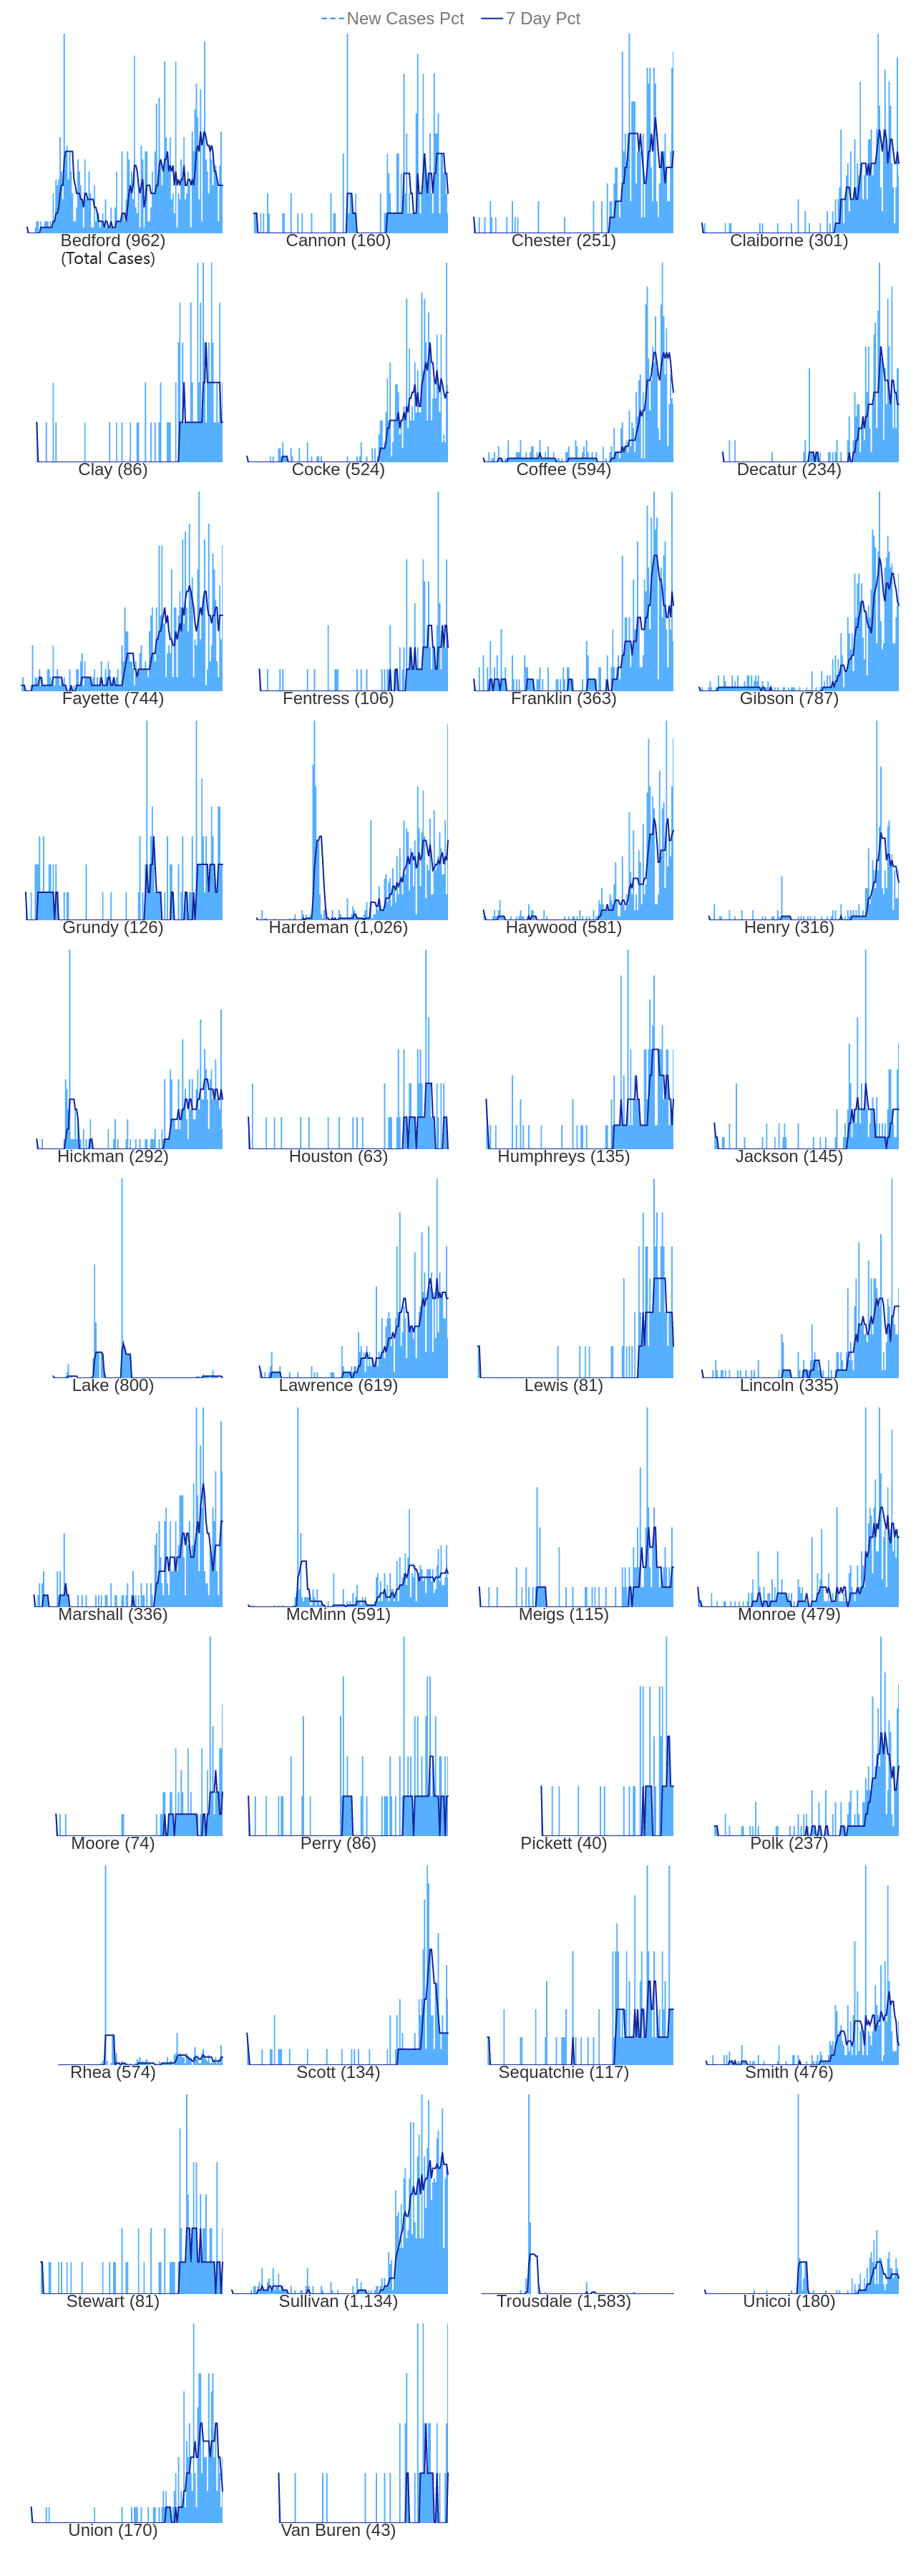 New Cases Pct 7 Day Pct
Bedford (962) Cannon (160) Chester (251) Claiborne (301)
(Total Cases)
Clay (86) Cocke (524) Coffee (594) Decatur (234)
Fayette (744) Fentress (106) Franklin (363) Gibson (787)
Grundy (126) Hardeman (1,026) Haywood (581) Henry (316)
Hickman (292) Houston (63) Humphreys (135) Jackson (145)
Lake (800) Lawrence (619) Lewis (81) Lincoln (335)
Marshall (336) McMinn (591) Meigs (115) Monroe (479)
Moore (74) Perry (86) Pickett (40) Polk (237)
Rhea (574) Scott (134) Sequatchie (117) Smith (476)
Stewart (81) Sullivan (1,134) Trousdale (1,583) Unicoi (180)
Union (170) Van Buren (43)